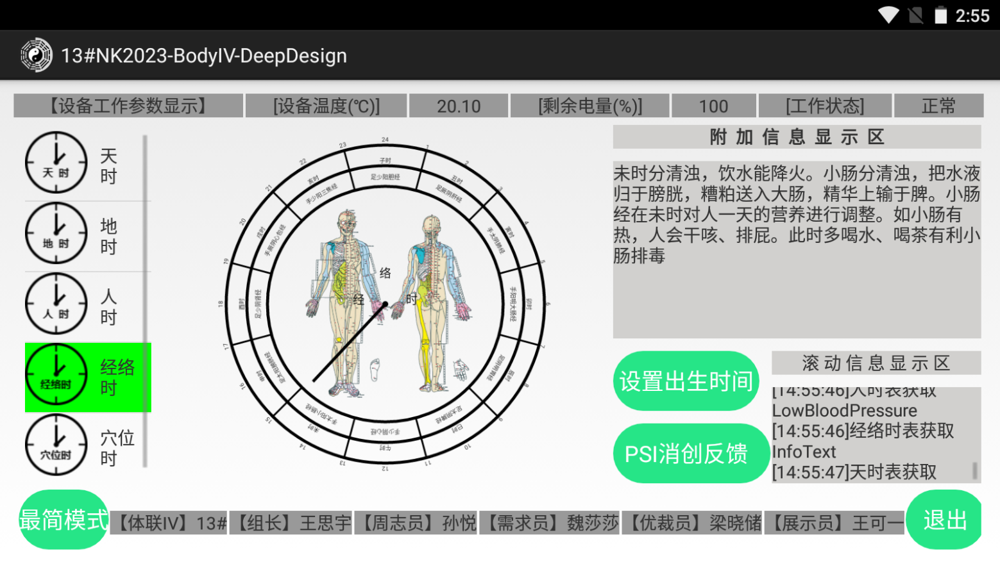 2:55
13#NK2023-BodyIV-DeepDesign
【设备工作参数显示】 [设备温度(℃)] 20.10 [剩余电量(%)] 100 [工作状态] 正常
天时
天
时
地时
地
时
人时
人
时
经络时
经络
时
穴位时
穴位
时
24
1
2
3
4
5
6
7
8
9
10
11
12
13
14
15
16
17
18
19
20
21
22
23
子时
丑时
寅时
卯时
辰时
巳时
午时
未时
申时
酉时
戌时
亥时
足少阳胆经
足厥阴肝经
手太阴肺经
手阳明大肠经
足阳明胃经
足太阴脾经
手少阴心经
手太阳小肠经
足太阳膀胱经
足少阴肾经
手厥阴心包经
手少阳三焦经
经
络
时
附加信息显示区
未时分清浊，饮水能降火。小肠分清浊，把水液
归于膀胱，糟粕送入大肠，精华上输于脾。小肠
经在未时对人一天的营养进行调整。如小肠有
热，人会干咳、排屁。此时多喝水、喝茶有利小
肠排毒
设置出生时间
PSI消创反馈
滚动信息显示区
[14:55:46]人时表获取
LowBloodPressure
[14:55:46]经络时表获取
InfoText
[14:55:47]天时表获取
最简模式
【体联IV】13#
【组长】王思宇
【周志员】孙悦
【需求员】魏莎莎
【优裁员】梁晓储
【展示员】王可一
退出